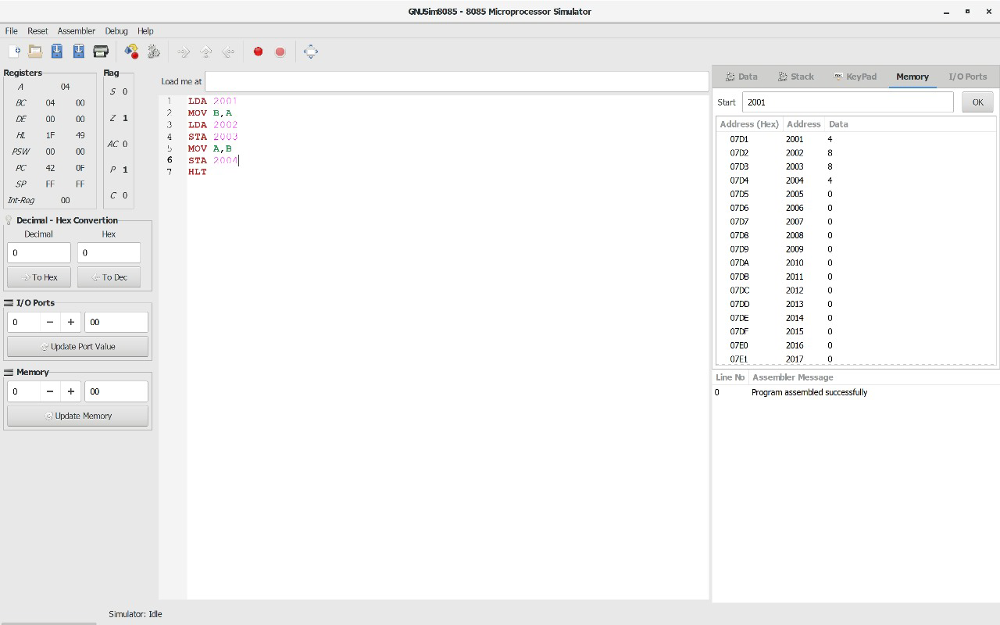 GNUSim8085 - 8085 Microprocessor Simulator
File Reset Assembler Debug Help
Registers
A 04
BC 04 00
DE 00 00
HL 1F 49
PSW 00 00
PC 42 0F
SP FF FF
Int-Reg 00
Flag
S 0
Z 1
AC 0
P 1
C 0
Decimal - Hex Convertion
Decimal Hex
0 0
To Hex To Dec
I/O Ports
0 − + 00
Update Port Value
Memory
0 − + 00
Update Memory
Load me at
1 LDA 2001
2 MOV B,A
3 LDA 2002
4 STA 2003
5 MOV A,B
6 STA 2004
7 HLT
Data Stack Abc KeyPad Memory I/O Ports
Start 2001 OK
Address (Hex) Address Data
07D1 2001 4
07D2 2002 8
07D3 2003 8
07D4 2004 4
07D5 2005 0
07D6 2006 0
07D7 2007 0
07D8 2008 0
07D9 2009 0
07DA 2010 0
07DB 2011 0
07DC 2012 0
07DD 2013 0
07DE 2014 0
07DF 2015 0
07E0 2016 0
07E1 2017 0
Line No Assembler Message
0 Program assembled successfully
Simulator: Idle